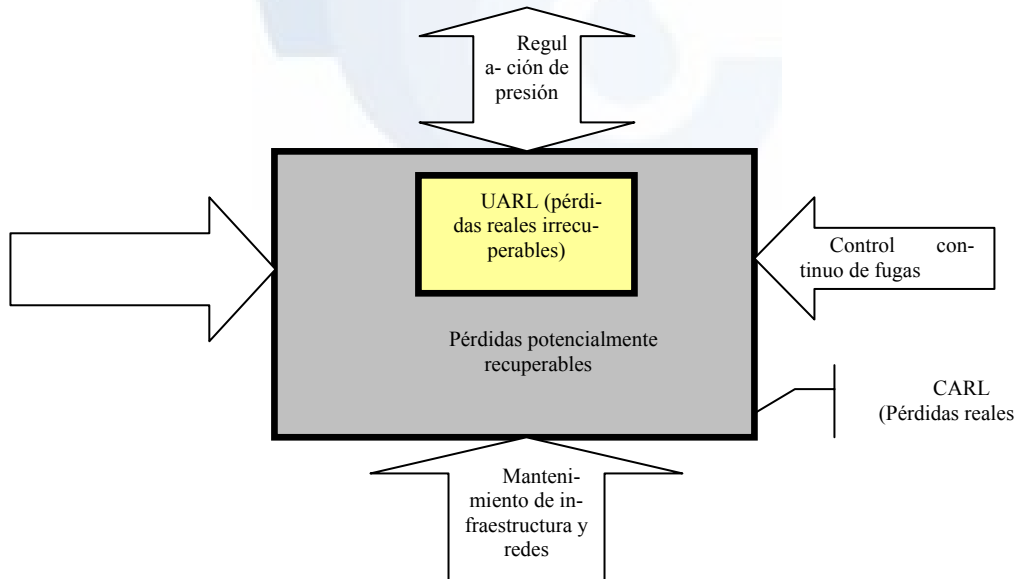 Regul
a- ción de
presión
UARL (pérdi-
das reales irrecu-
perables)
Control con-
tinuo de fugas
Pérdidas potencialmente
recuperables
CARL
(Pérdidas reales
Manteni-
miento de in-
fraestructura y
redes